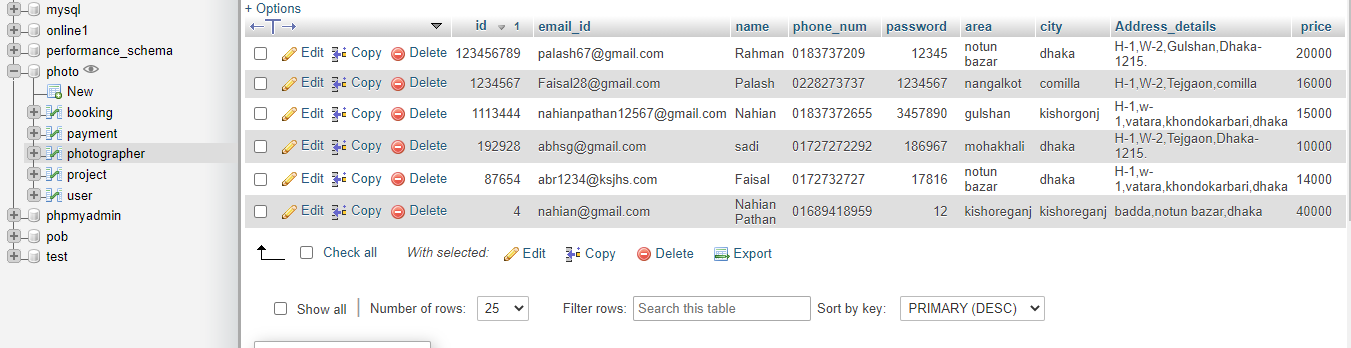 mysql
online1
performance_schema
photo
New
booking
payment
photographer
project
user
phpmyadmin
pob
test
+ Options
←T→ id 1 email_id name phone_num password area city Address_details price
Edit Copy Delete 123456789 palash67@gmail.com Rahman 0183737209 12345 notun bazar dhaka H-1,W-2,Gulshan,Dhaka-1215. 20000
Edit Copy Delete 1234567 Faisal28@gmail.com Palash 0228273737 1234567 nangalkot comilla H-1,W-2,Tejgaon,comilla 16000
Edit Copy Delete 1113444 nahianpathan12567@gmail.com Nahian 01837372655 3457890 gulshan kishorgonj H-1,w-1,vatara,khondokarbari,dhaka 15000
Edit Copy Delete 192928 abhsg@gmail.com sadi 01727272292 186967 mohakhali dhaka H-1,W-2,Tejgaon,Dhaka-1215. 10000
Edit Copy Delete 87654 abr1234@ksjhs.com Faisal 0172732727 17816 notun bazar dhaka H-1,w-1,vatara,khondokarbari,dhaka 14000
Edit Copy Delete 4 nahian@gmail.com Nahian Pathan 01689418959 12 kishoreganj kishoreganj badda,notun bazar,dhaka 40000
Check all With selected: Edit Copy Delete Export
Show all Number of rows: 25 Filter rows: Search this table Sort by key: PRIMARY (DESC)